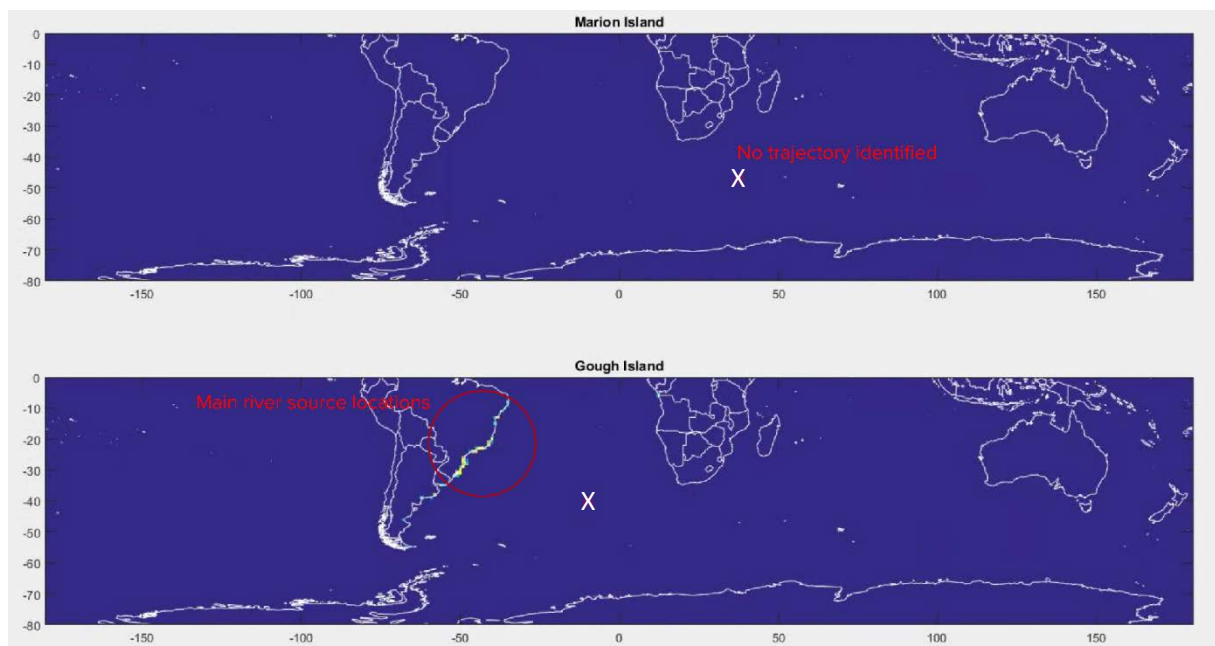 Marion Island
0
-10
-20
-30
-40
-50
-60
-70
-80
No trajectory identified
X
-150 -100 -50 0 50 100 150
Gough Island
0
-10
-20
-30
-40
-50
-60
-70
-80
Main river source locations
X
-150 -100 -50 0 50 100 150